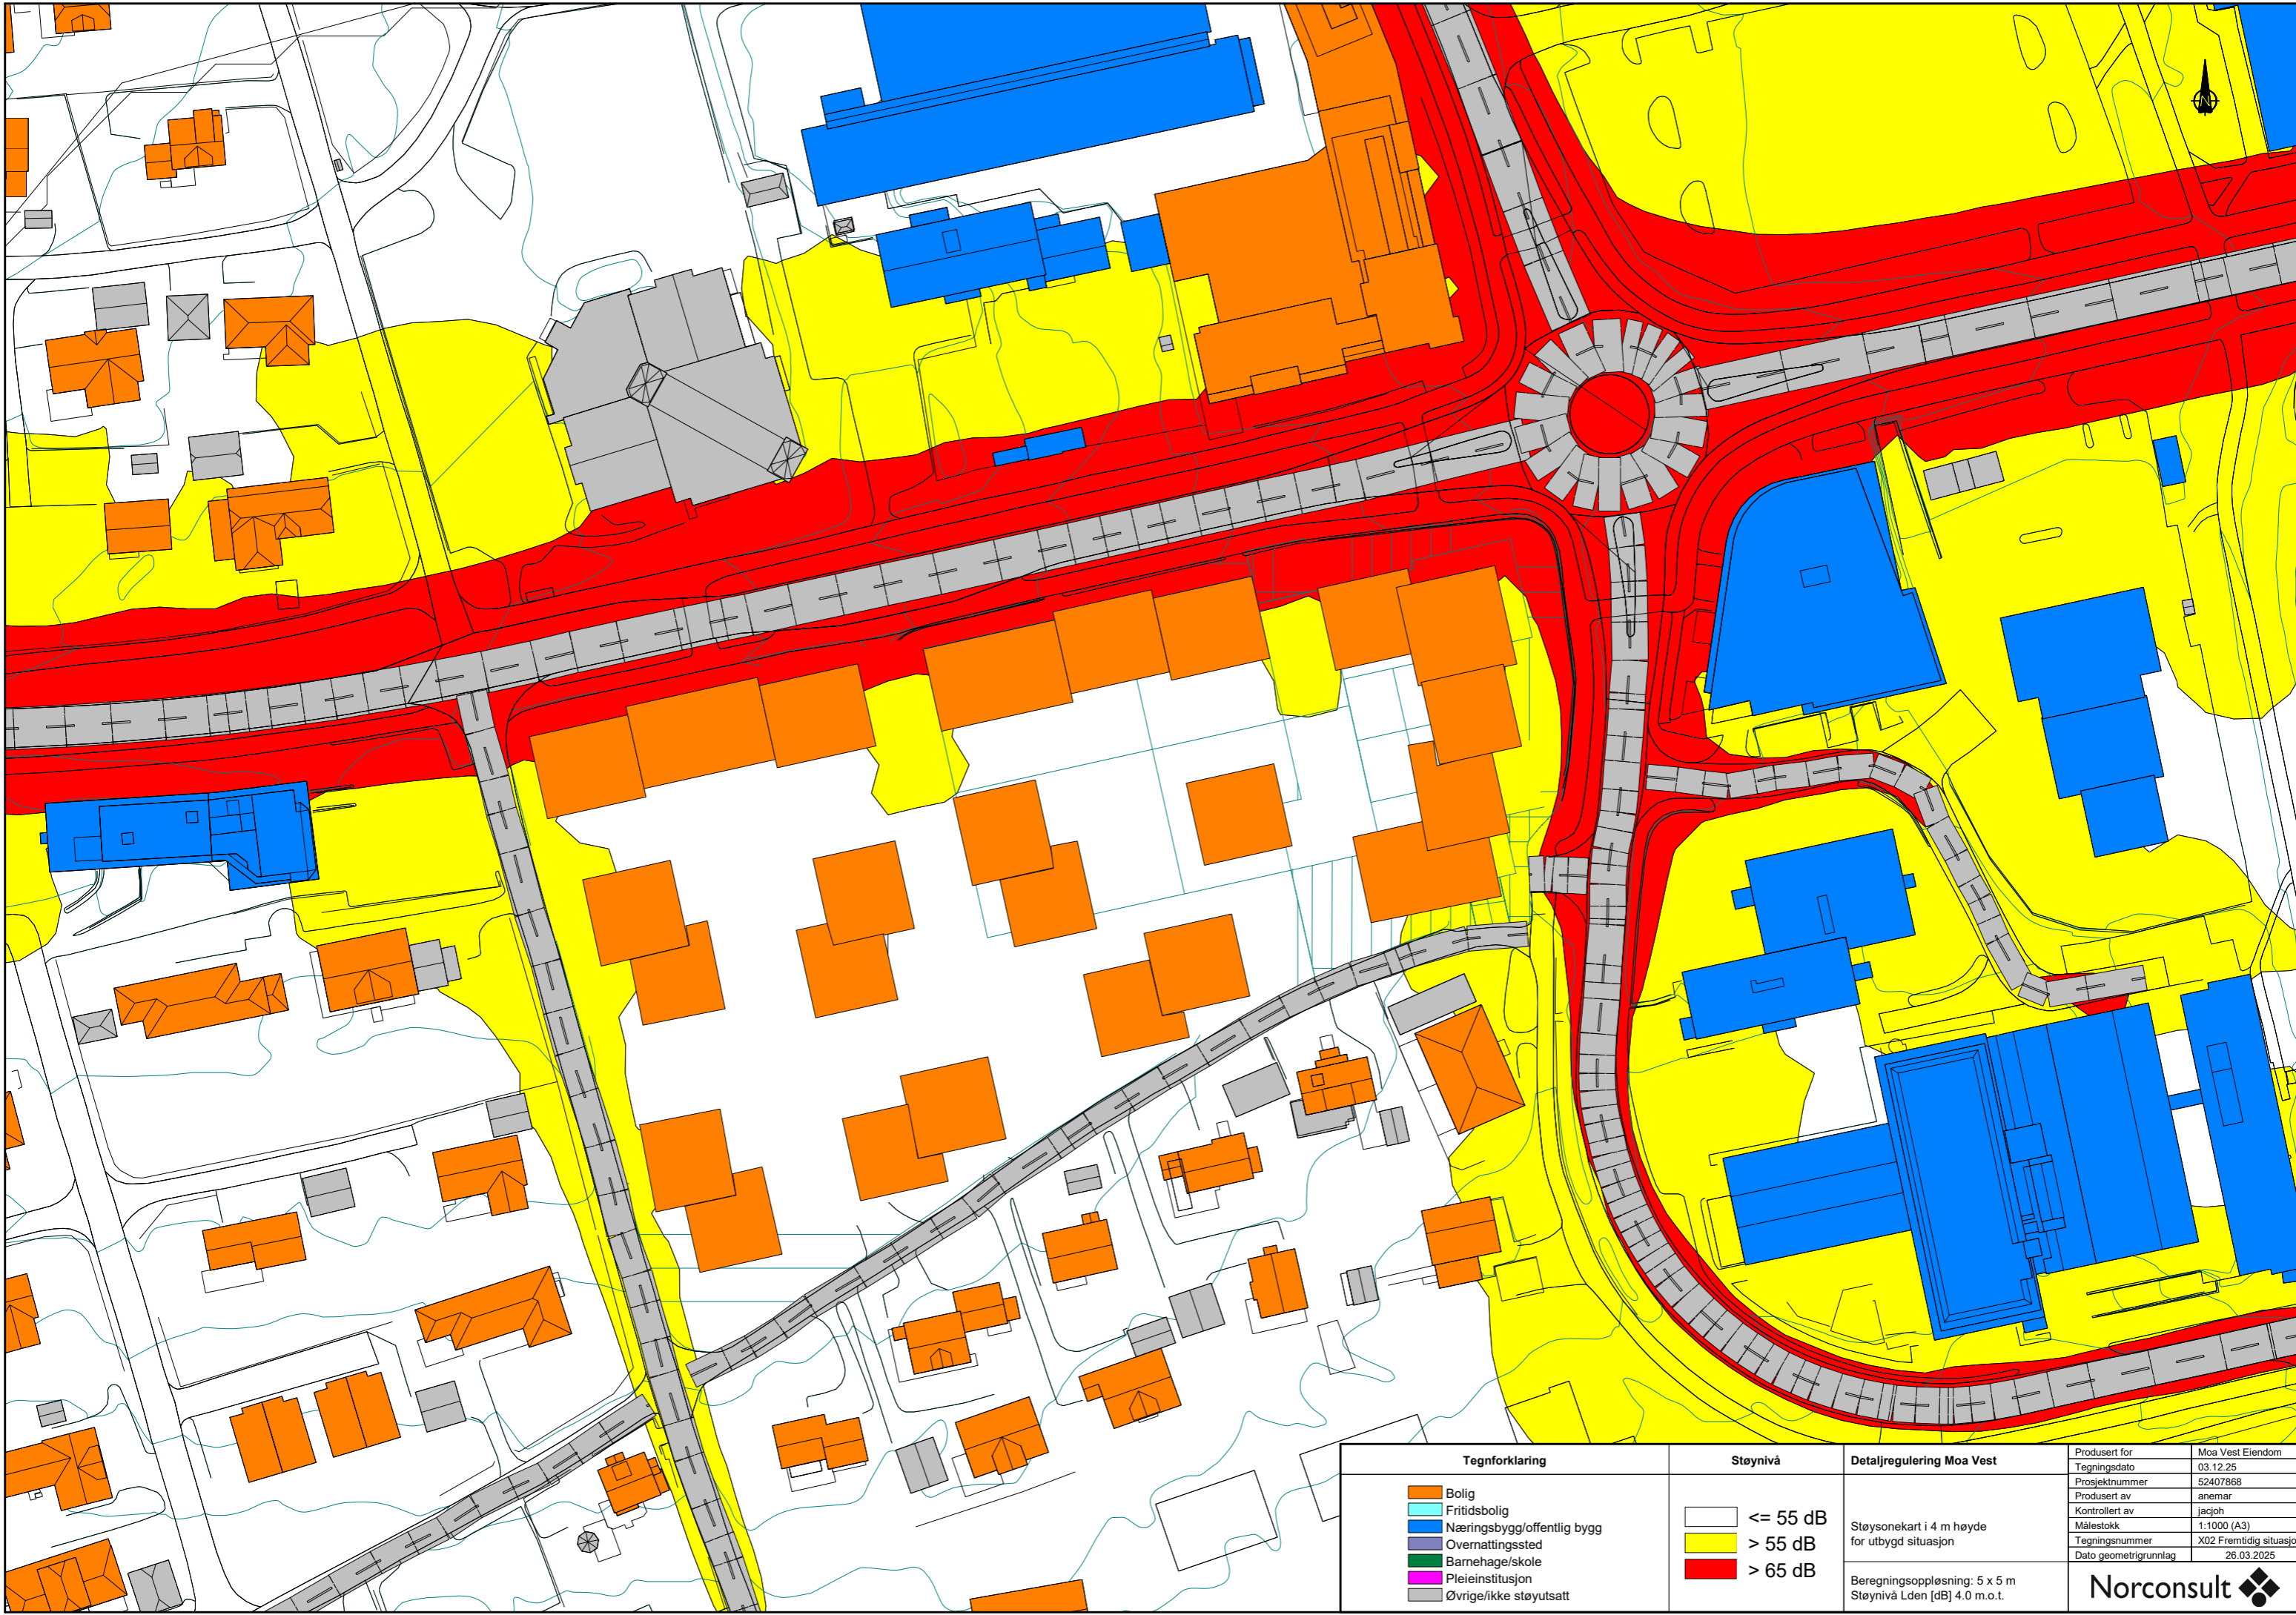 N
Tegnforklaring
Bolig
Fritidsbolig
Næringsbygg/offentlig bygg
Overnattingssted
Barnehage/skole
Pleieinstitusjon
Øvrige/ikke støyutsatt
Støynivå
<= 55 dB
> 55 dB
> 65 dB
Detaljregulering Moa Vest
Støysonekart i 4 m høyde
for utbygd situasjon
Beregningsoppløsning: 5 x 5 m
Støynivå Lden [dB] 4.0 m.o.t.
Produsert for Moa Vest Eiendom
Tegningsdato 03.12.25
Prosjektnummer 52407868
Produsert av anemar
Kontrollert av jacjoh
Målestokk 1:1000 (A3)
Tegningsnummer X02 Fremtidig situasjo
Dato geometrigrunnlag 26.03.2025
Norconsult